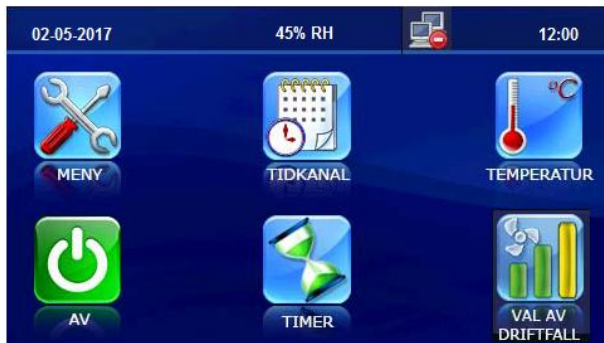 02-05-2017 45% RH 12:00
MENY TIDKANAL TEMPERATUR
°C
AV TIMER VAL AV
DRIFTFALL